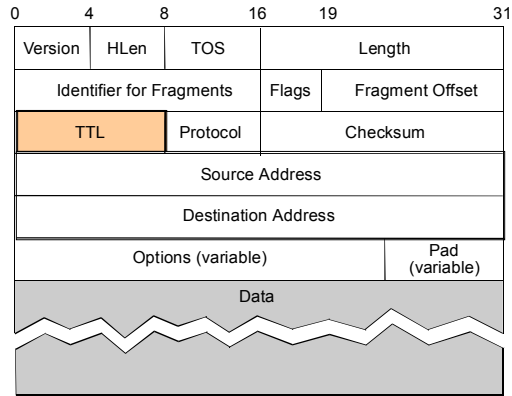 0 4 8 16 19 31
Version HLen TOS Length
Identifier for Fragments Flags Fragment Offset
TTL Protocol Checksum
Source Address
Destination Address
Options (variable) Pad
(variable)
Data